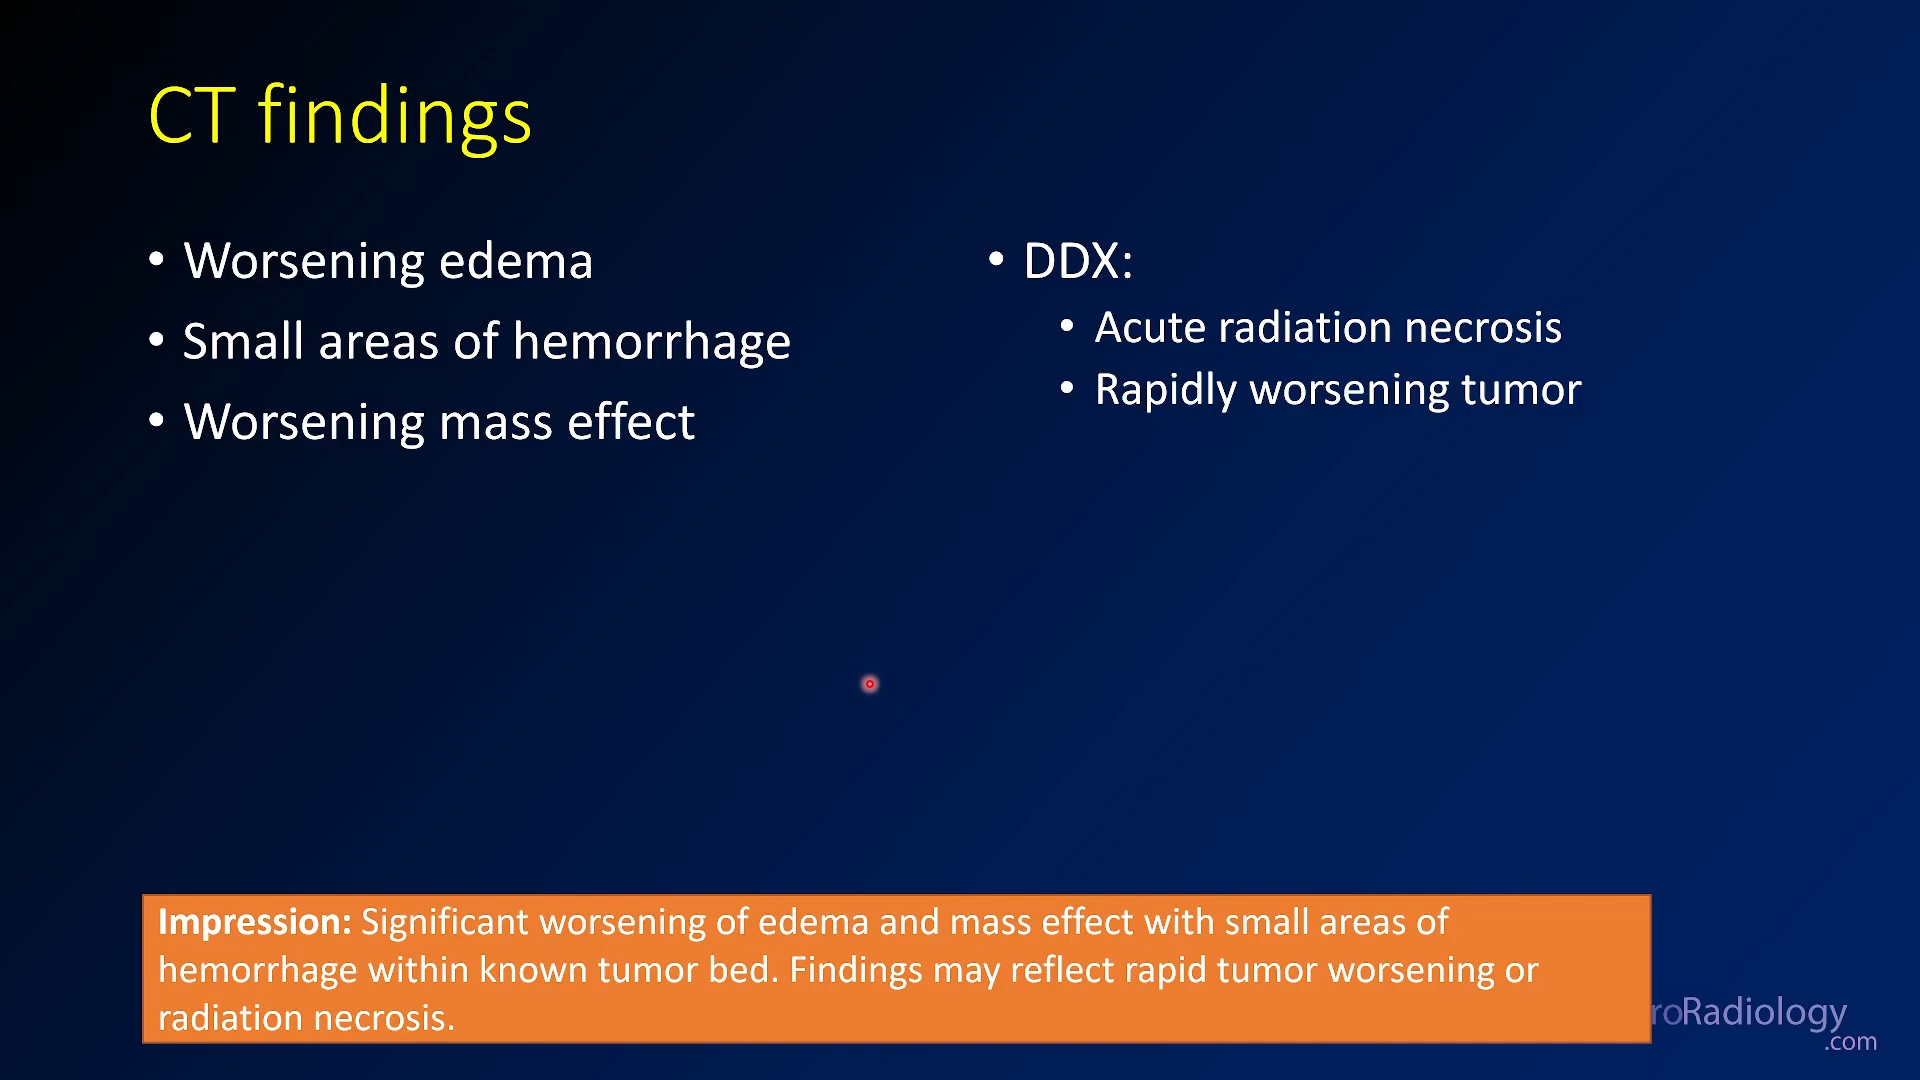 CT findings
• Worsening edema
• Small areas of hemorrhage
• Worsening mass effect
• DDX:
• Acute radiation necrosis
• Rapidly worsening tumor
Impression: Significant worsening of edema and mass effect with small areas of
hemorrhage within known tumor bed. Findings may reflect rapid tumor worsening or
radiation necrosis.
roRadiology
.com